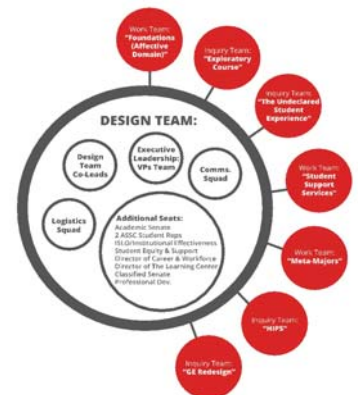 Work Team:
"Foundations
(Affective
Domain)"
Inquiry Team:
"Exploratory
Course"
Inquiry Team:
"The Undeclared
Student
Experience"
Work Team:
"Student
Support
Services"
Work Team:
"Meta-Majors"
Inquiry Team:
"HIPS"
Inquiry Team:
"GE Redesign"
DESIGN TEAM:
Design
Team
Co-Leads
Executive
Leadership:
VPs Team
Comms.
Squad
Logistics
Squad
Additional Seats:
Academic Senate
2 ASSC Student Reps
ISLO/Institutional Effectiveness
Student Equity & Support
Director of Career & Workforce
Director of The Learning Center
Classified Senate
Professional Dev.